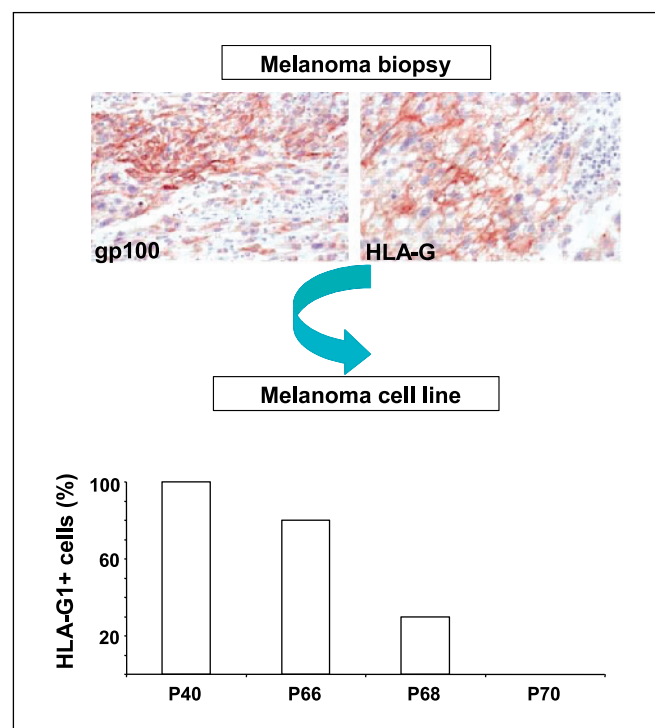 Melanoma biopsy
gp100
HLA-G
Melanoma cell line
HLA-G1+ cells (%)
100
60
20
P40 P66 P68 P70